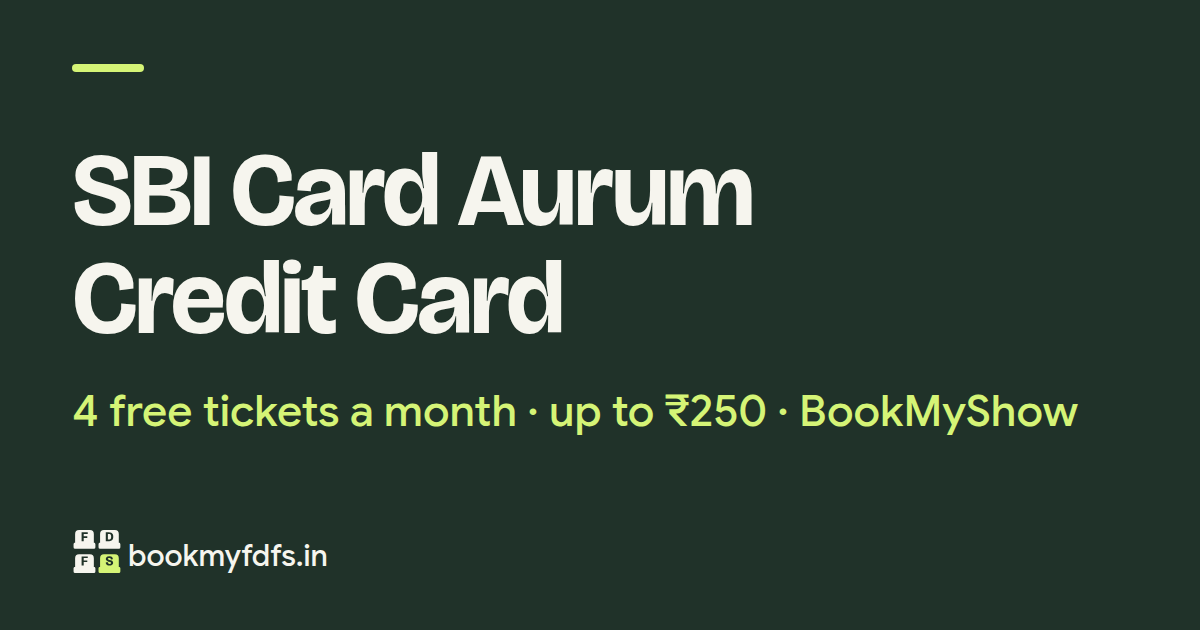 SBI Card Aurum
Credit Card
4 free tickets a month · up to ₹250 · BookMyShow
F D
F S
bookmyfdfs.in